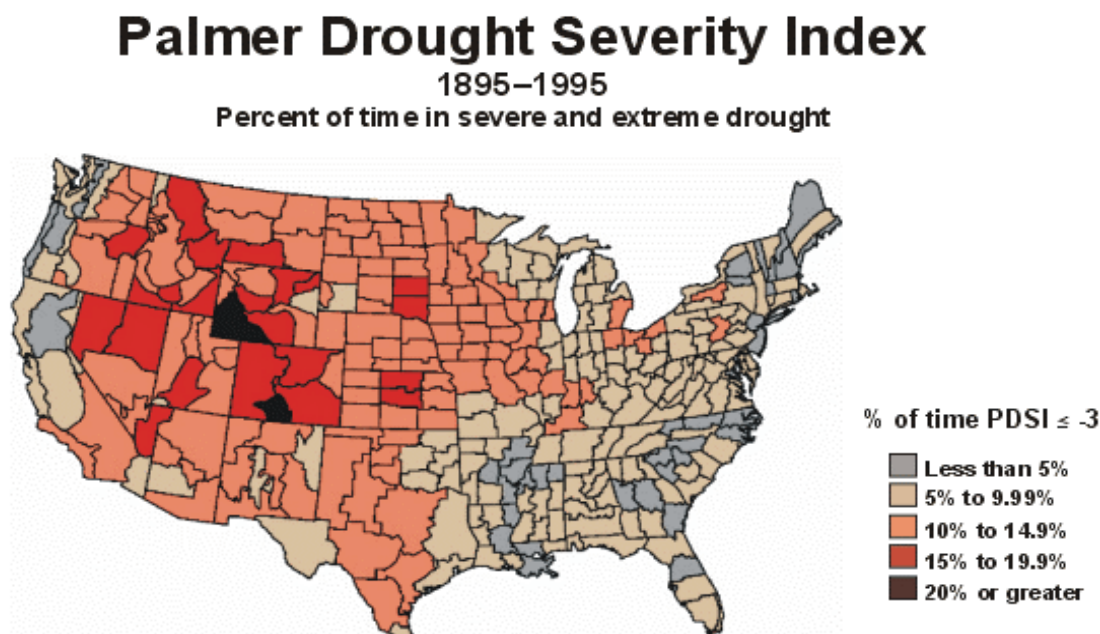 Palmer Drought Severity Index
1895–1995
Percent of time in severe and extreme drought
% of time PDSI ≤ -3
Less than 5%
5% to 9.99%
10% to 14.9%
15% to 19.9%
20% or greater